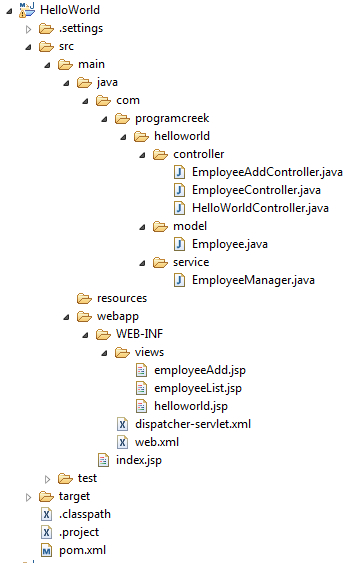 HelloWorld
.settings
src
main
java
com
programcreek
helloworld
controller
EmployeeAddController.java
EmployeeController.java
HelloWorldController.java
model
Employee.java
service
EmployeeManager.java
resources
webapp
WEB-INF
views
employeeAdd.jsp
employeeList.jsp
helloworld.jsp
dispatcher-servlet.xml
web.xml
index.jsp
test
target
.classpath
.project
pom.xml